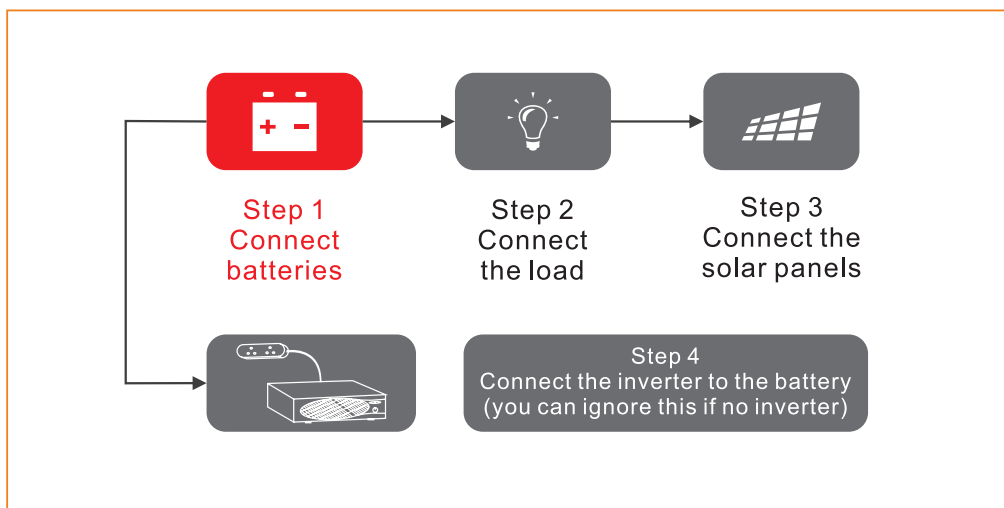 Step 1
Connect
batteries
Step 2
Connect
the load
Step 3
Connect the
solar panels
Step 4
Connect the inverter to the battery
(you can ignore this if no inverter)